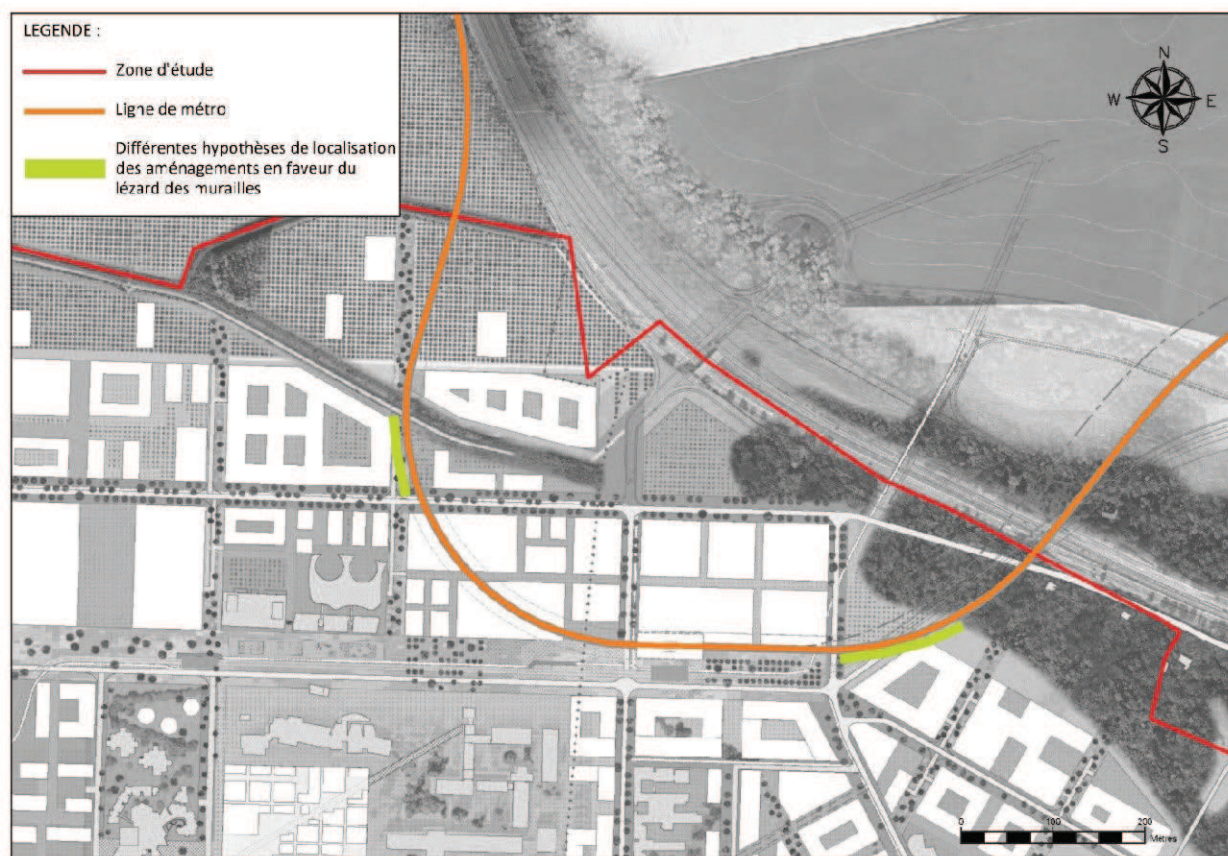 LEGENDE :
Zone d'étude
Ligne de métro
Différentes hypothèses de localisation
des aménagements en faveur du
lézard des murailles
N
W E
S
0 100 200
Mètres